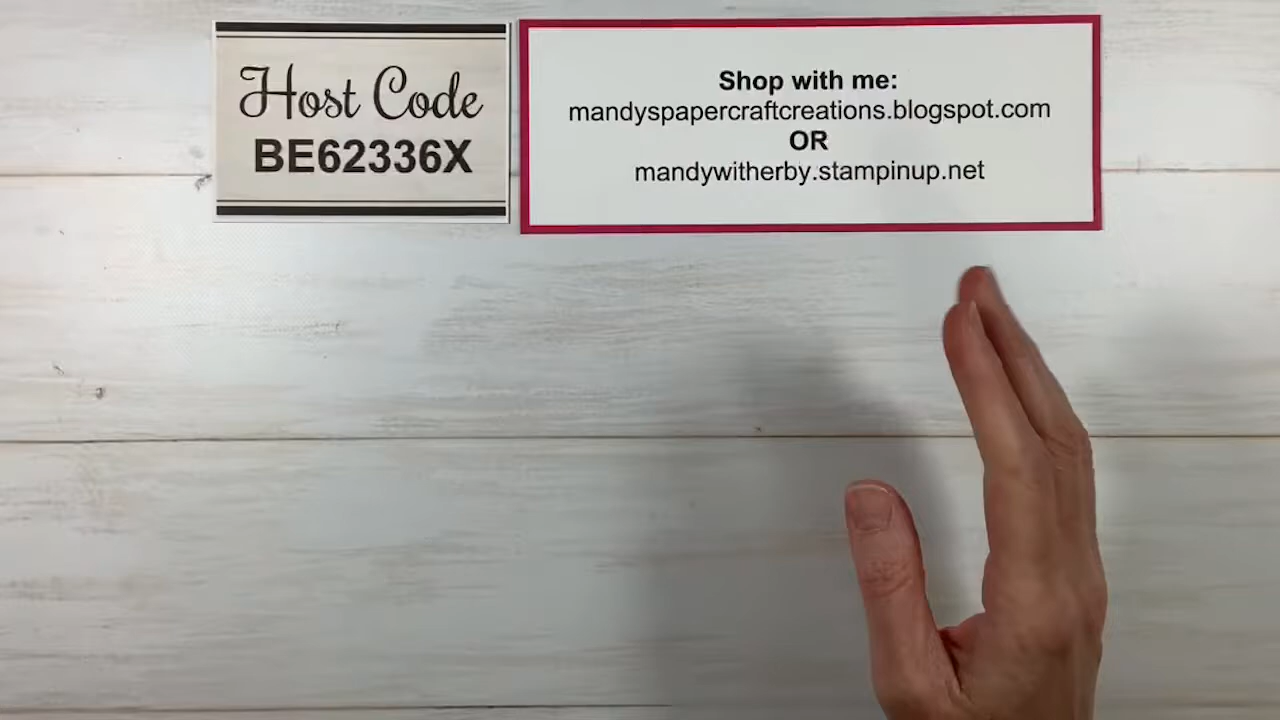 Host Code
BE62336X
Shop with me:
mandyspapercraftcreations.blogspot.com
OR
mandywitherby.stampinup.net